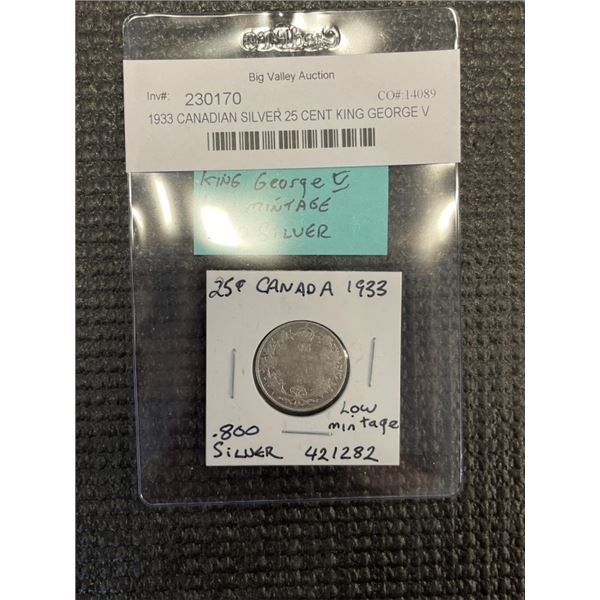 Big Valley Auction
Inv#: 230170 CO#:14089
1933 CANADIAN SILVER 25 CENT KING GEORGE V
KING George V
MINTAGE
SILVER
25¢ CANADA 1933
Low
mintage
.800
SILVER 421282